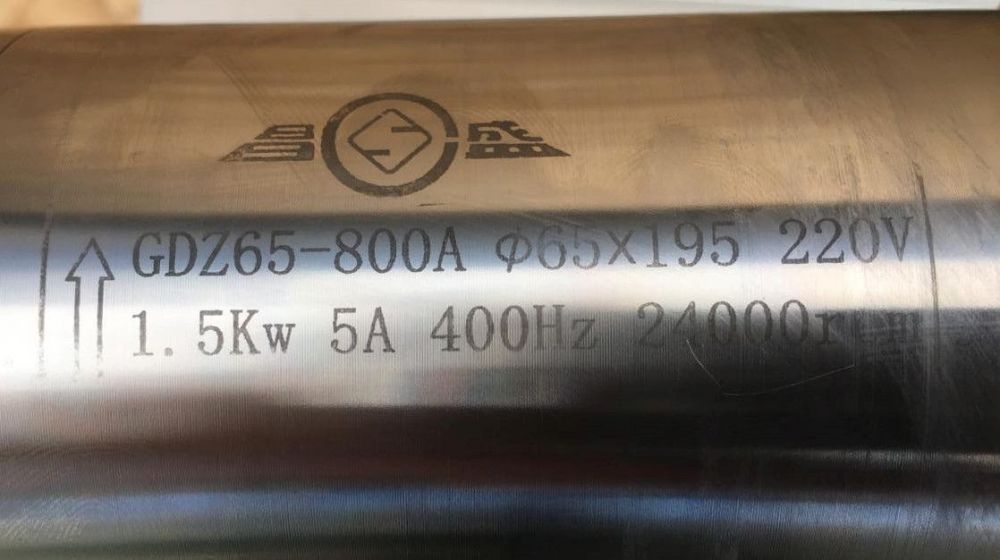 昌盛
GDZ65-800A Φ65X195 220V
1.5Kw 5A 400Hz 24000rpm